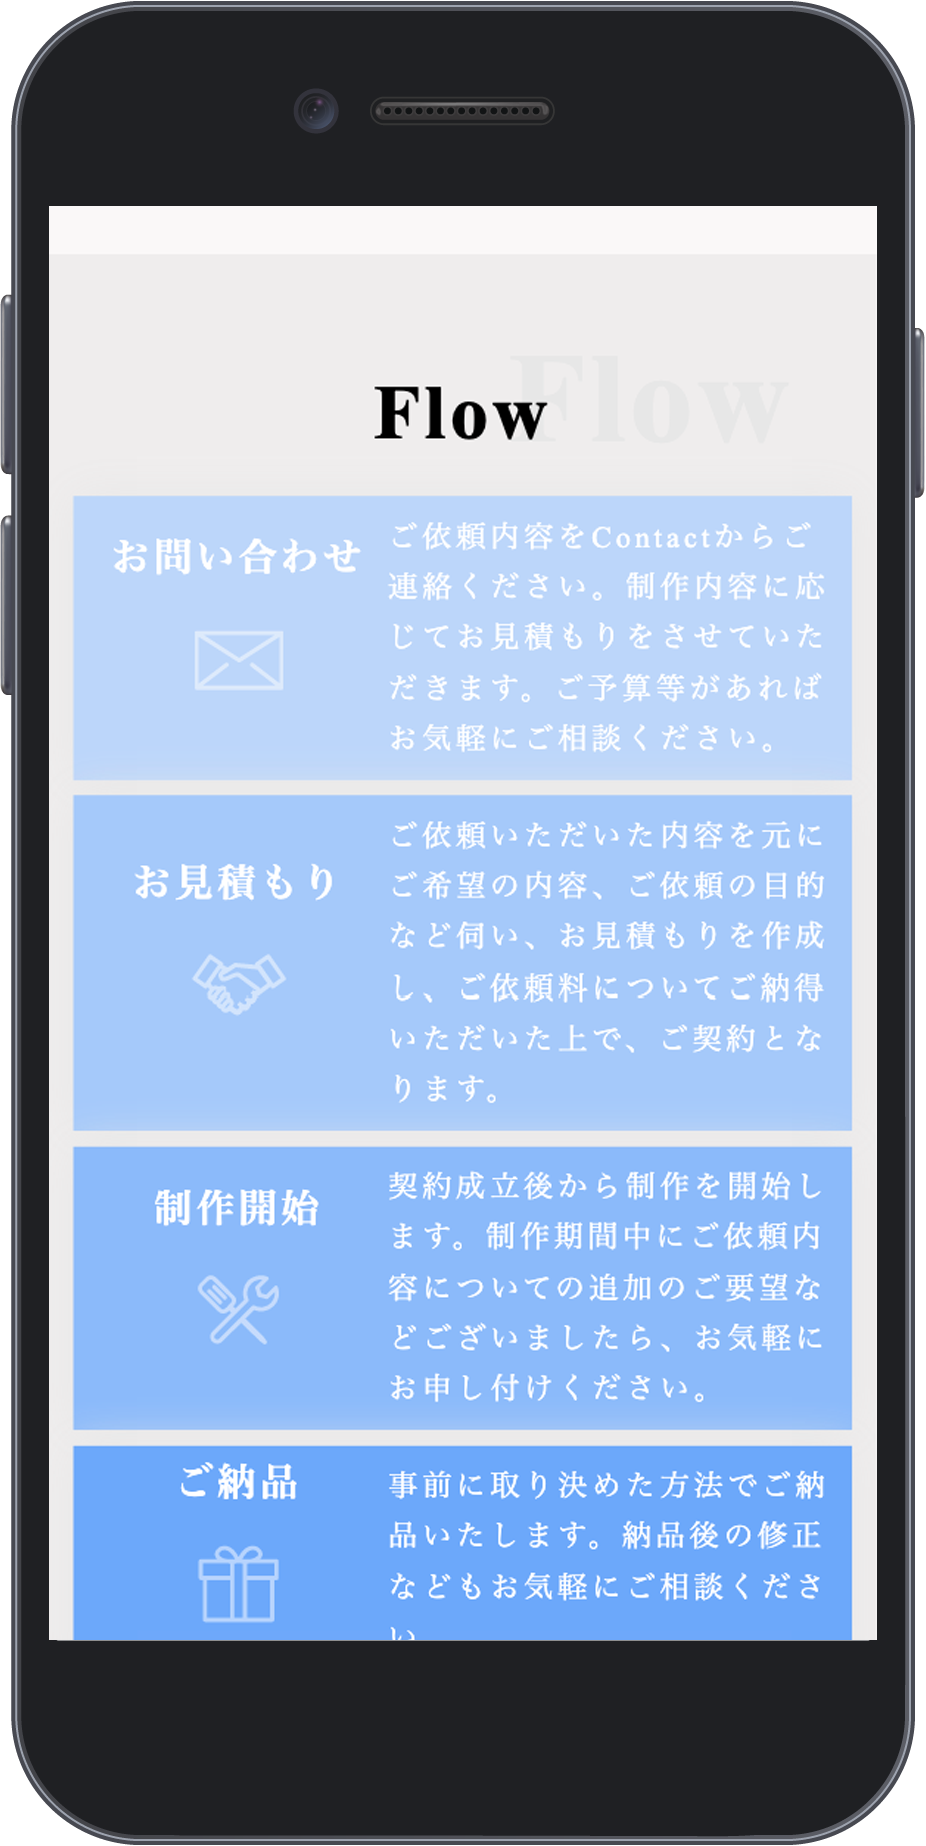 Flow
Flow
お問い合わせ
ご依頼内容をContactからご
連絡ください。制作内容に応
じてお見積もりをさせていた
だきます。ご予算等があれば
お気軽にご相談ください。
お見積もり
ご依頼いただいた内容を元に
ご希望の内容、ご依頼の目的
など伺い、お見積もりを作成
し、ご依頼料についてご納得
いただいた上で、ご契約とな
ります。
制作開始
契約成立後から制作を開始し
ます。制作期間中にご依頼内
容についての追加のご要望な
どございましたら、お気軽に
お申し付けください。
ご納品
事前に取り決めた方法でご納
品いたします。納品後の修正
などもお気軽にご相談くださ
い